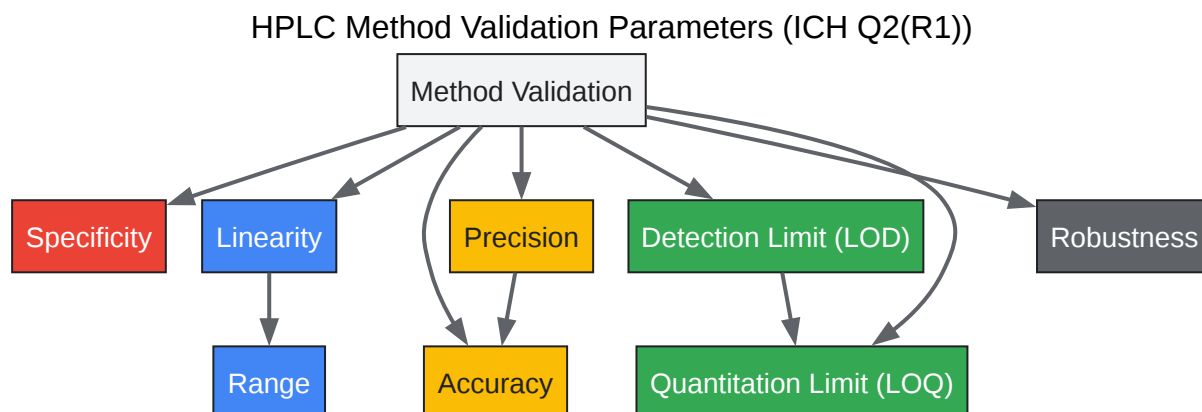 HPLC Method Validation Parameters (ICH Q2(R1))
Method Validation
Specificity
Linearity
Precision
Detection Limit (LOD)
Robustness
Range
Accuracy
Quantitation Limit (LOQ)